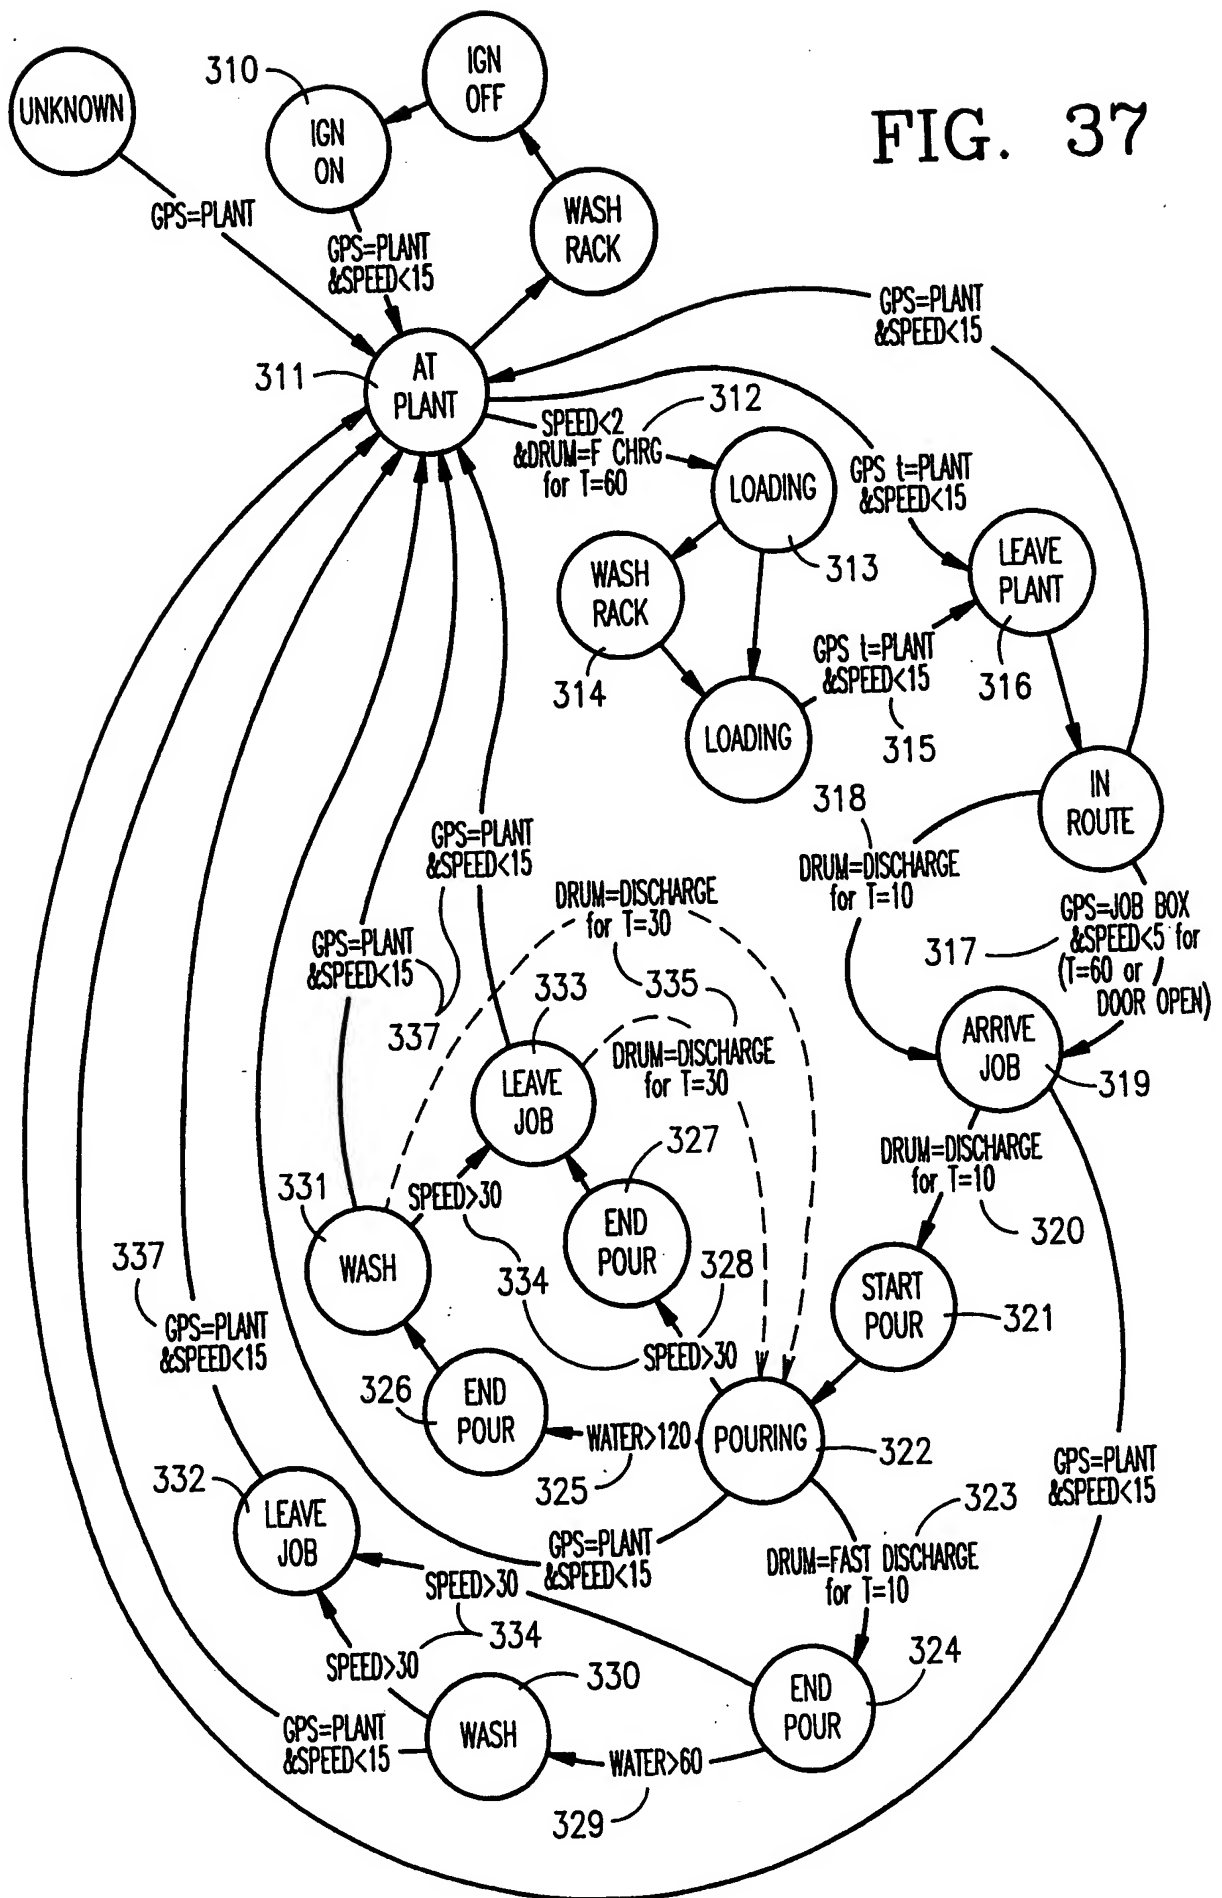 FIG. 37
UNKNOWN
310
IGN
ON
IGN
OFF
WASH
RACK
GPS=PLANT
GPS=PLANT
&SPEED<15
GPS=PLANT
&SPEED<15
311
AT
PLANT
312
SPEED<2
&DRUM=F CHRG
for T=60
LOADING
313
GPS t=PLANT
&SPEED<15
LEAVE
PLANT
316
WASH
RACK
314
GPS t=PLANT
&SPEED<15
315
LOADING
IN
ROUTE
318
DRUM=DISCHARGE
for T=10
GPS=JOB BOX
&SPEED<5 for
(T=60 or
DOOR OPEN)
317
ARRIVE
JOB
319
GPS=PLANT
&SPEED<15
DRUM=DISCHARGE
for T=30
GPS=PLANT
&SPEED<15
337
333
335
LEAVE
JOB
DRUM=DISCHARGE
for T=30
DRUM=DISCHARGE
for T=10
320
327
END
POUR
331
WASH
SPEED>30
334
328
SPEED>30
START
POUR
321
337
GPS=PLANT
&SPEED<15
326
END
POUR
WATER>120
325
POURING
322
GPS=PLANT
&SPEED<15
332
LEAVE
JOB
GPS=PLANT
&SPEED<15
323
DRUM=FAST DISCHARGE
for T=10
SPEED>30
334
SPEED>30
330
WASH
324
END
POUR
GPS=PLANT
&SPEED<15
WATER>60
329